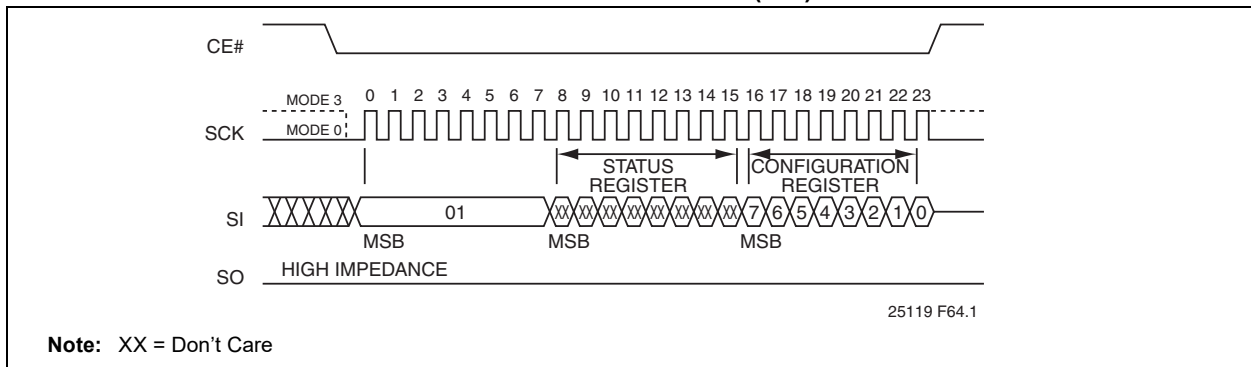 CE#
MODE 3 0 1 2 3 4 5 6 7 8 9 10 11 12 13 14 15 16 17 18 19 20 21 22 23
SCK MODE 0
STATUS REGISTER
CONFIGURATION REGISTER
SI 01 XX XX XX XX XX XX XX XX 7 6 5 4 3 2 1 0
MSB MSB MSB
SO HIGH IMPEDANCE
25119 F64.1
Note: XX = Don't Care